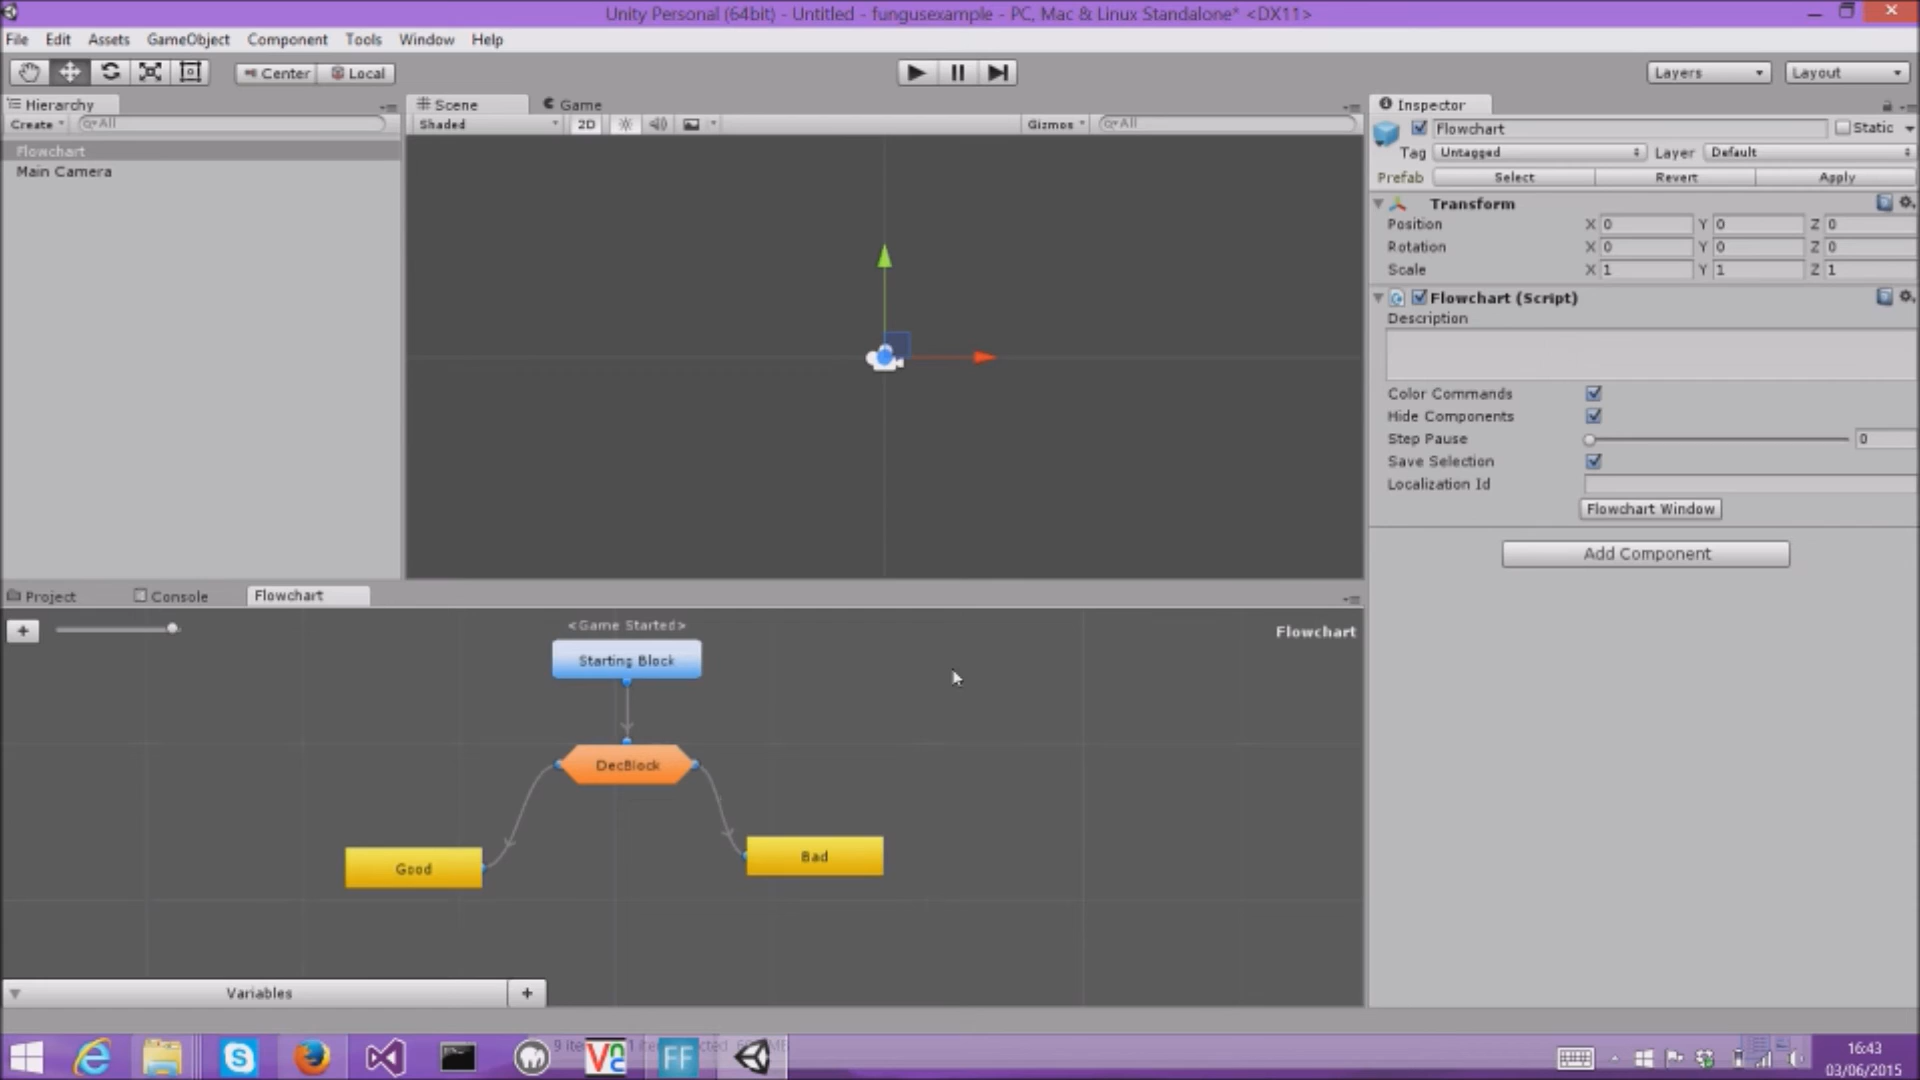 Unity Personal (64bit) - Untitled - fungusexample - PC, Mac & Linux Standalone* <DX11>
File Edit Assets GameObject Component Tools Window Help
Center Local
Layers Layout
Hierarchy
Create All
Flowchart
Main Camera
Scene Game
Shaded 2D Gizmos All
Inspector
Flowchart Static
Tag Untagged Layer Default
Prefab Select Revert Apply
Transform
Position X 0 Y 0 Z 0
Rotation X 0 Y 0 Z 0
Scale X 1 Y 1 Z 1
Flowchart (Script)
Description
Color Commands
Hide Components
Step Pause 0
Save Selection
Localization Id
Flowchart Window
Add Component
Project Console Flowchart
+
<Game Started>
Flowchart
Starting Block
DecBlock
Good
Bad
Variables +
VNC
FF
16:43
03/06/2015